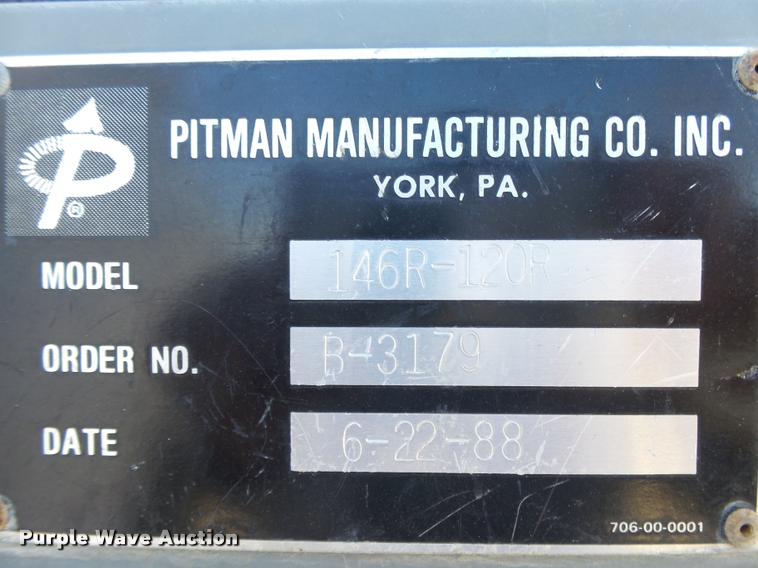 P®
PITMAN MANUFACTURING CO. INC.
YORK, PA.
MODEL 146R-120R
ORDER NO. B-3179
DATE 6-22-88
706-00-0001
Purple Wave Auction